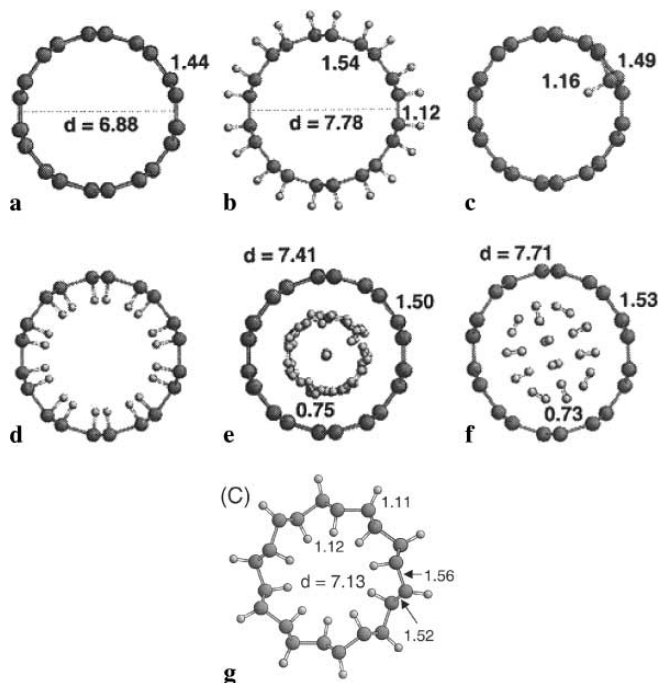 1.44
d = 6.88
a
1.54
1.12
d = 7.78
b
1.49
1.16
c
d
d = 7.41
1.50
0.75
e
d = 7.71
1.53
0.73
f
(C)
1.11
1.12
d = 7.13
1.56
1.52
g